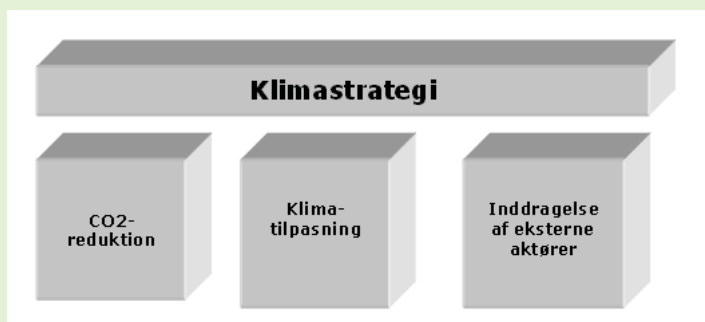 Klimastrategi
CO2-
reduktion
Klima-
tilpasning
Inddragelse
af eksterne
aktører